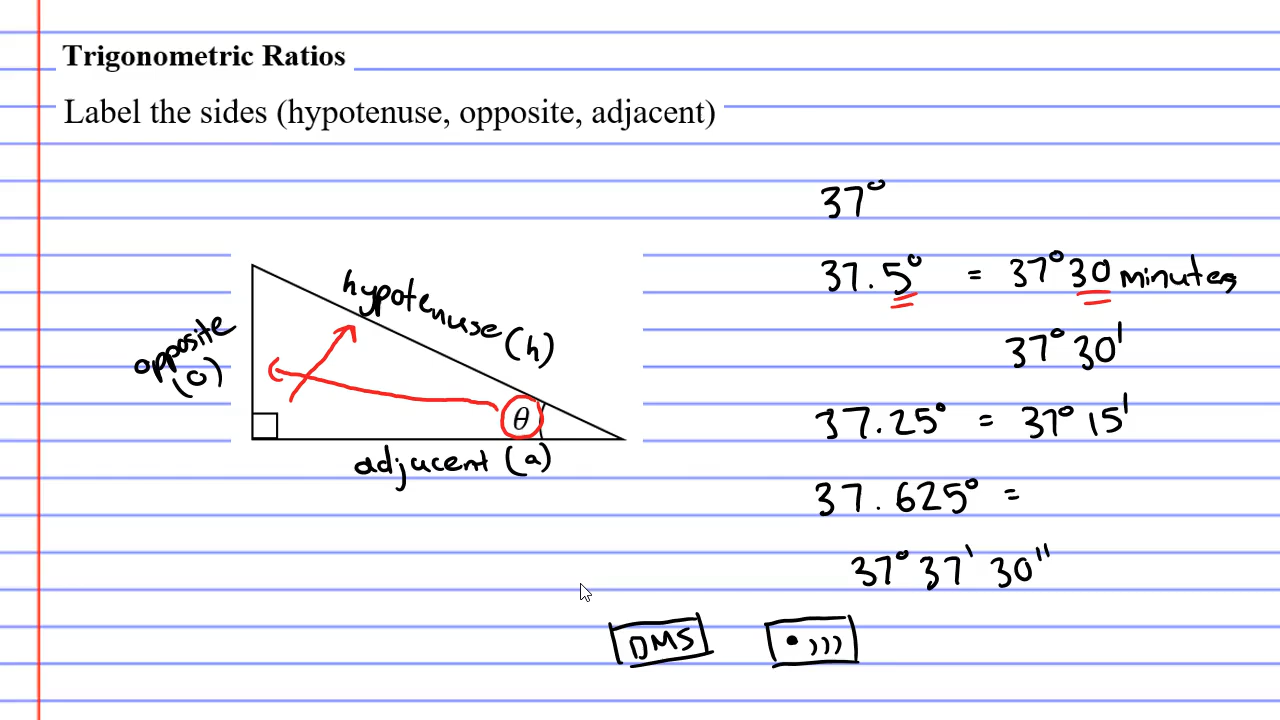 Trigonometric Ratios
Label the sides (hypotenuse, opposite, adjacent)
hypotenuse (h)
opposite
(o)
θ
adjacent (a)
37°
37.5° = 37° 30 minutes
37° 30'
37.25° = 37° 15'
37.625° =
37° 37' 30"
DMS
° , , ,